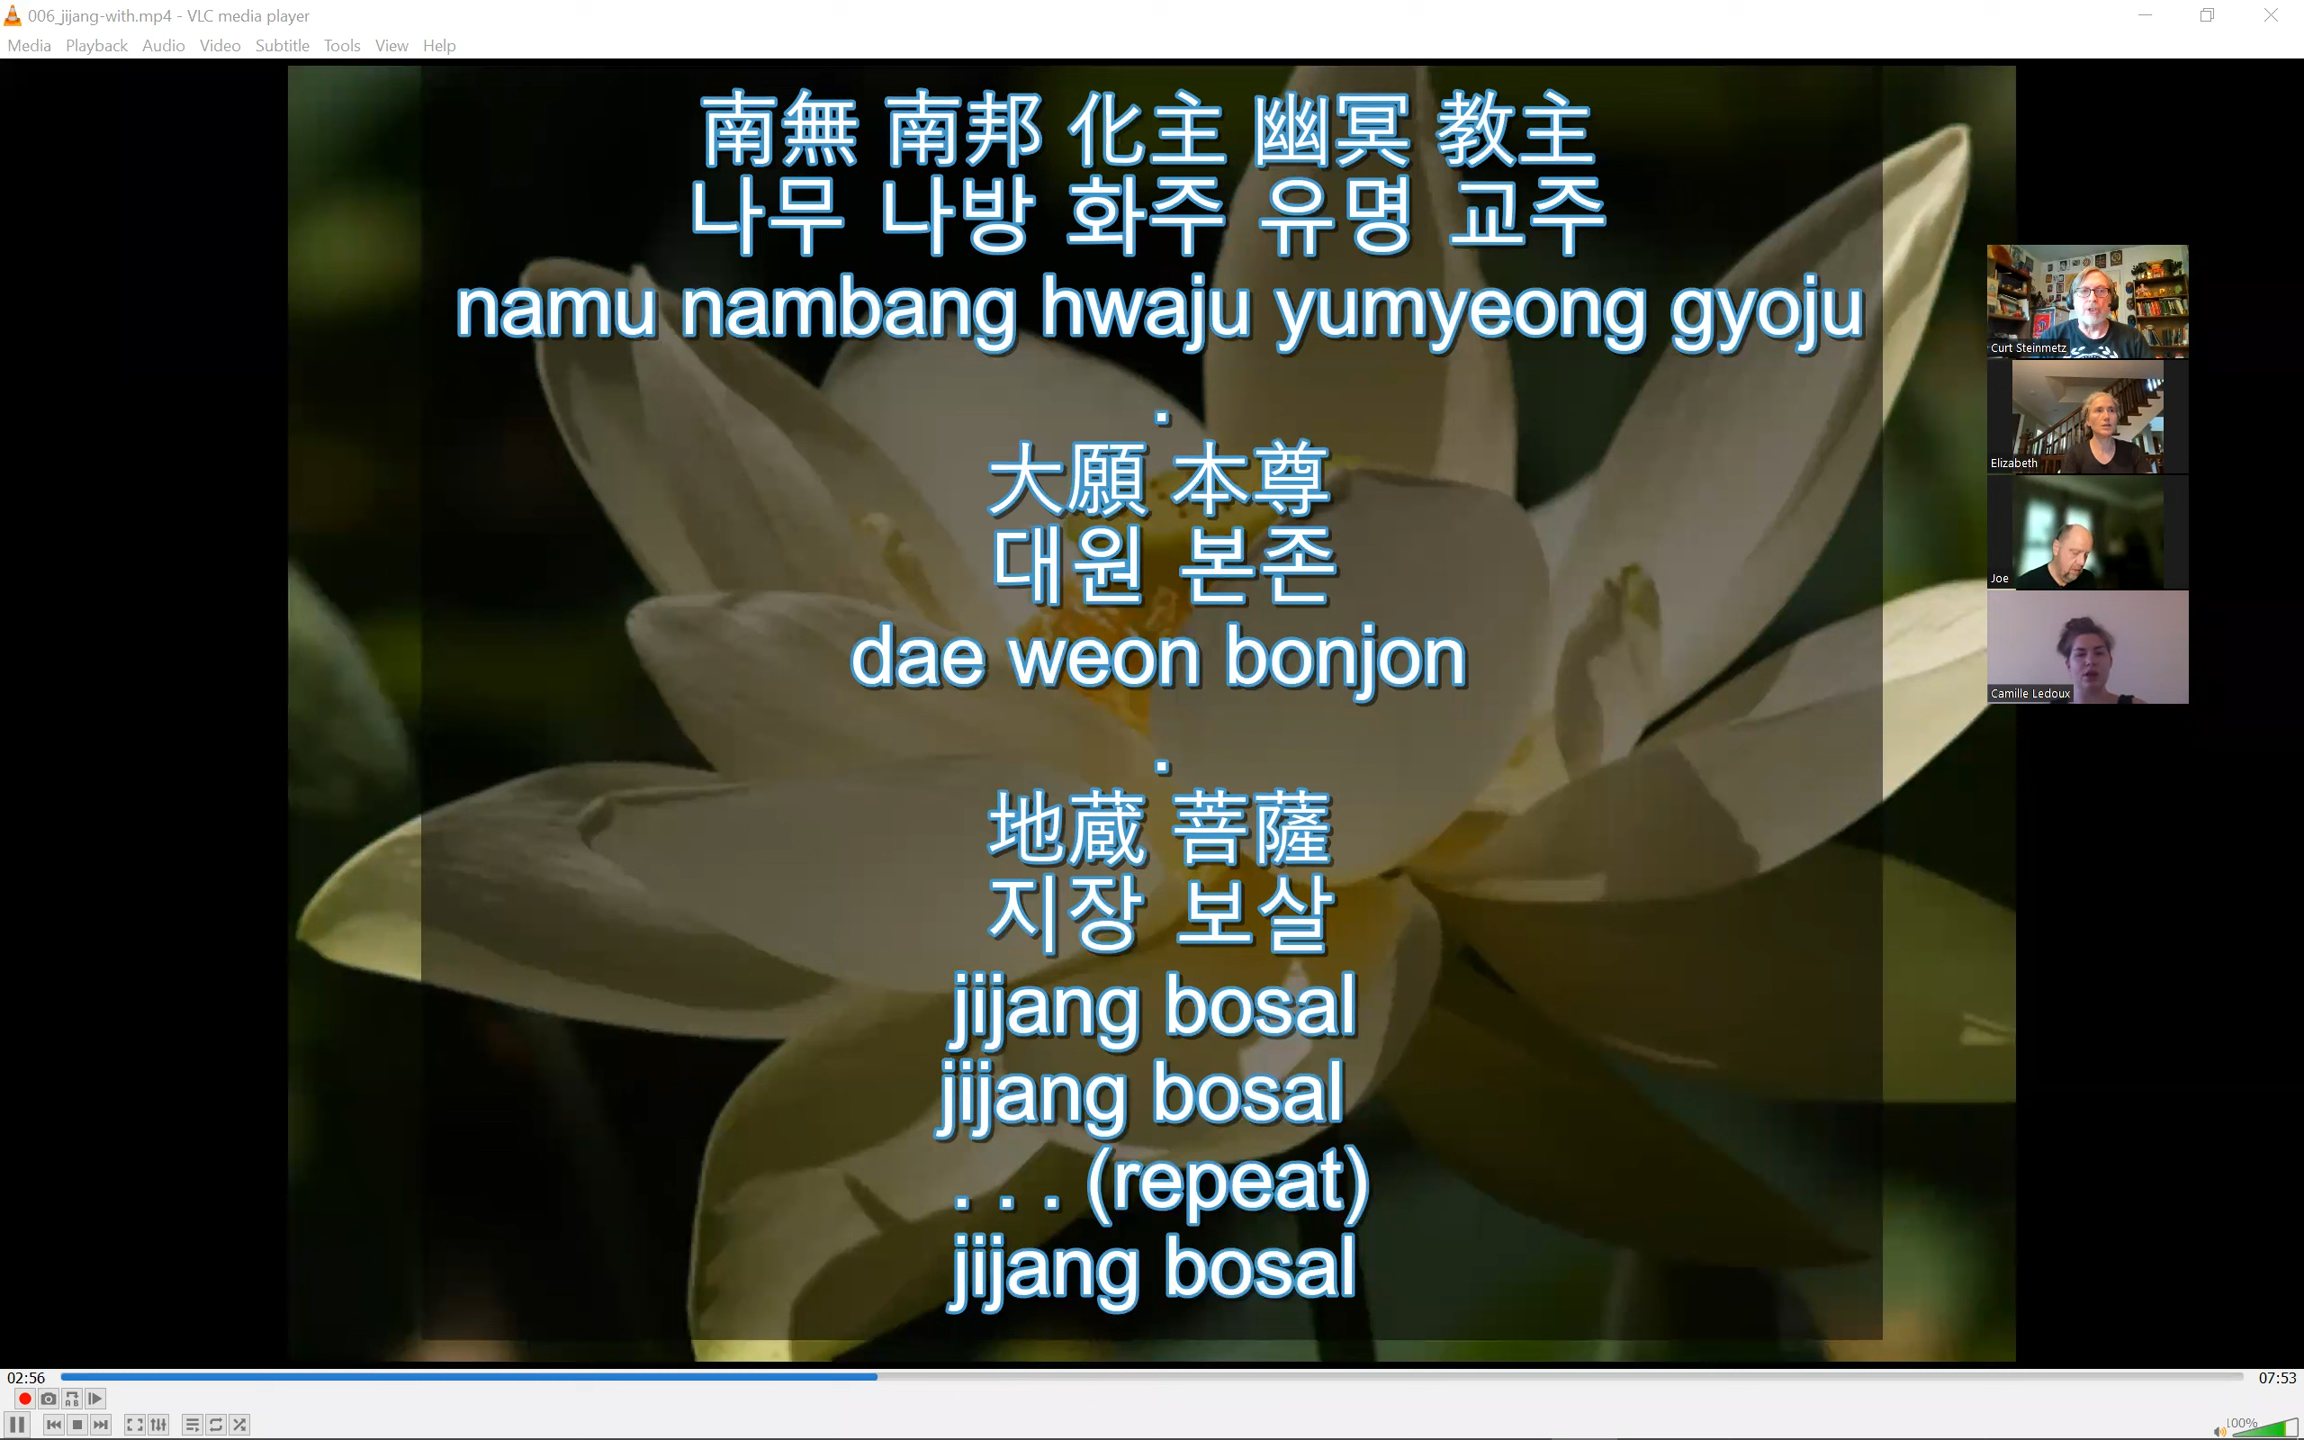 006_jijang-with.mp4 - VLC media player
Media Playback Audio Video Subtitle Tools View Help
南無 南邦 化主 幽冥 教主
나무 나방 화주 유명 교주
namu nambang hwaju yumyeong gyoju
.
大願 本尊
대원 본존
dae weon bonjon
.
地蔵 菩薩
지장 보살
jijang bosal
jijang bosal
. . . (repeat)
jijang bosal
Curt Steinmetz
Elizabeth
Joe
Camille Ledoux
02:56
07:53
100%